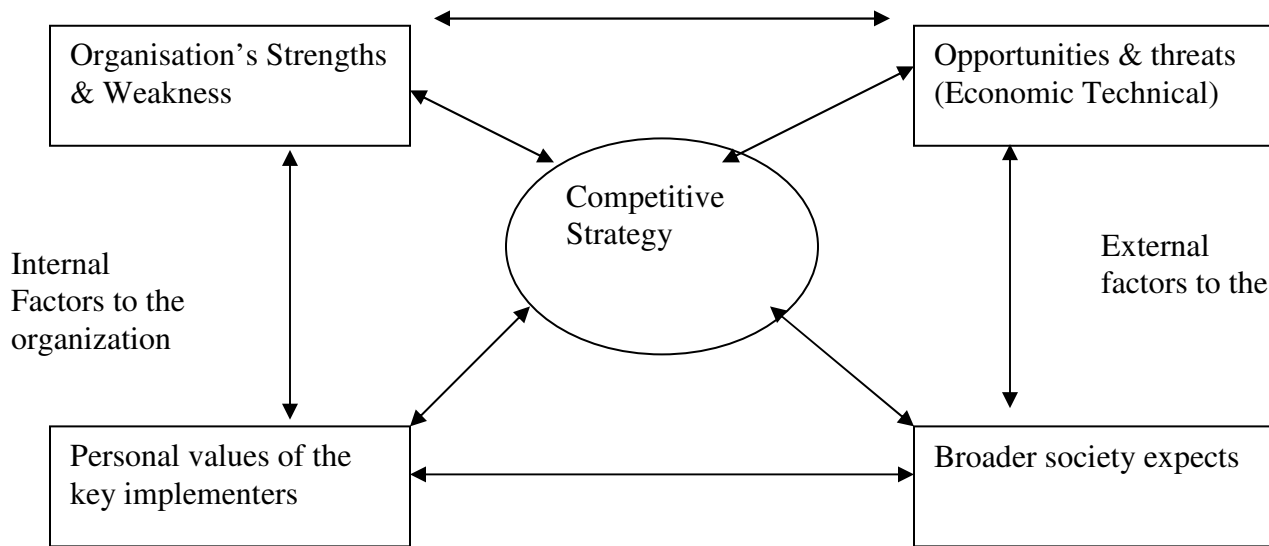 Organisation’s Strengths
& Weakness
Opportunities & threats
(Economic Technical)
Competitive
Strategy
Internal
Factors to the
organization
External
factors to the
Personal values of the
key implementers
Broader society expects